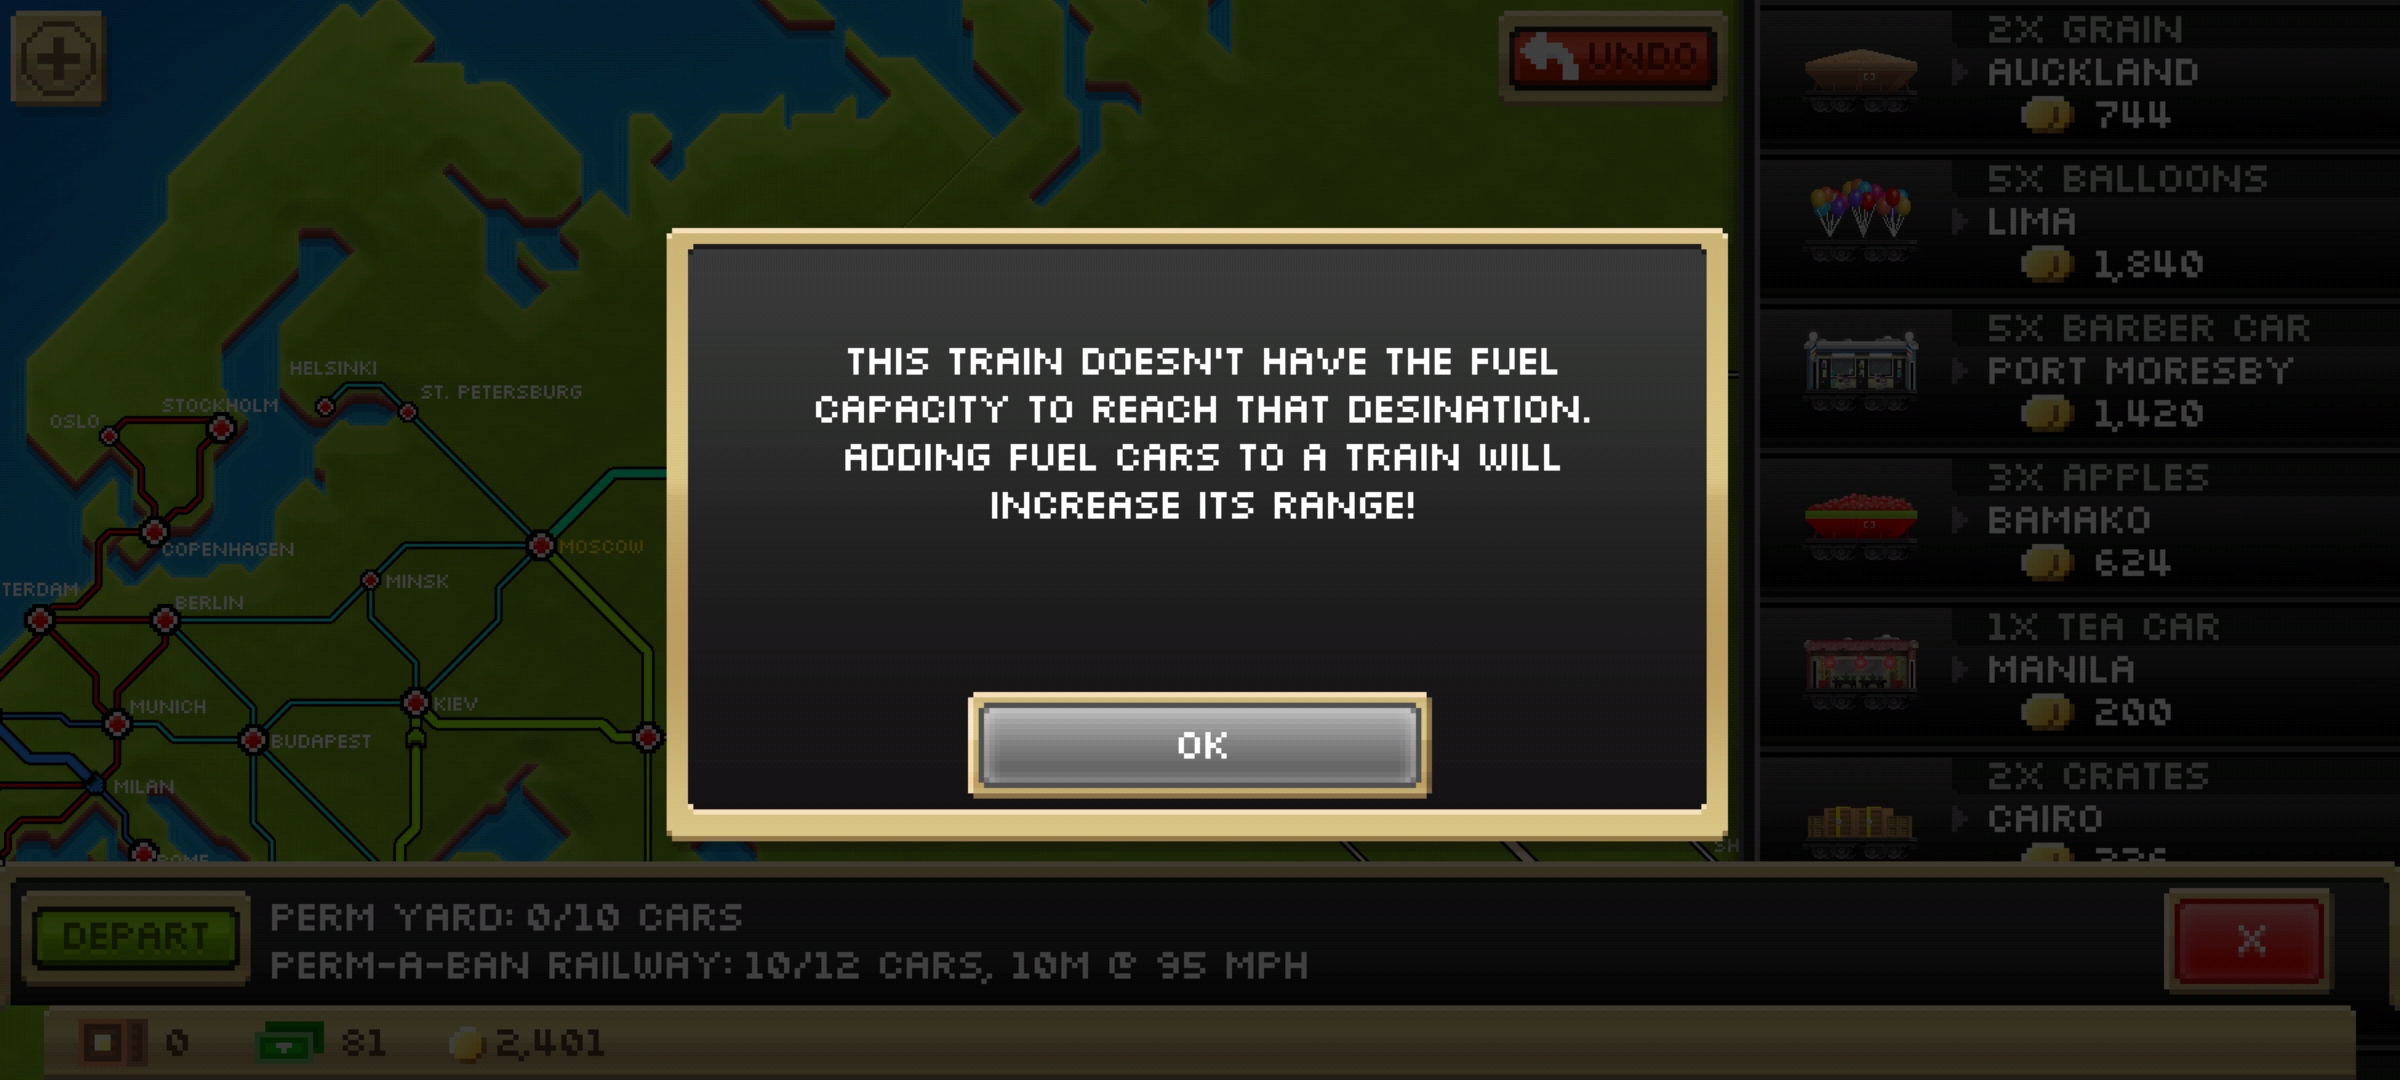 UNDO
2X GRAIN
AUCKLAND
744
5X BALLOONS
LIMA
1,840
5X BARBER CAR
PORT MORESBY
1,420
3X APPLES
BAMAKO
624
1X TEA CAR
MANILA
200
2X CRATES
CAIRO
HELSINKI
ST. PETERSBURG
STOCKHOLM
OSLO
COPENHAGEN
MOSCOW
MINSK
TERDAM
BERLIN
MUNICH
KIEV
BUDAPEST
MILAN
ROME
SH
THIS TRAIN DOESN'T HAVE THE FUEL
CAPACITY TO REACH THAT DESINATION.
ADDING FUEL CARS TO A TRAIN WILL
INCREASE ITS RANGE!
OK
DEPART
PERM YARD: 0/10 CARS
PERM-A-BAN RAILWAY: 10/12 CARS, 10M @ 95 MPH
X
0
81
2,401